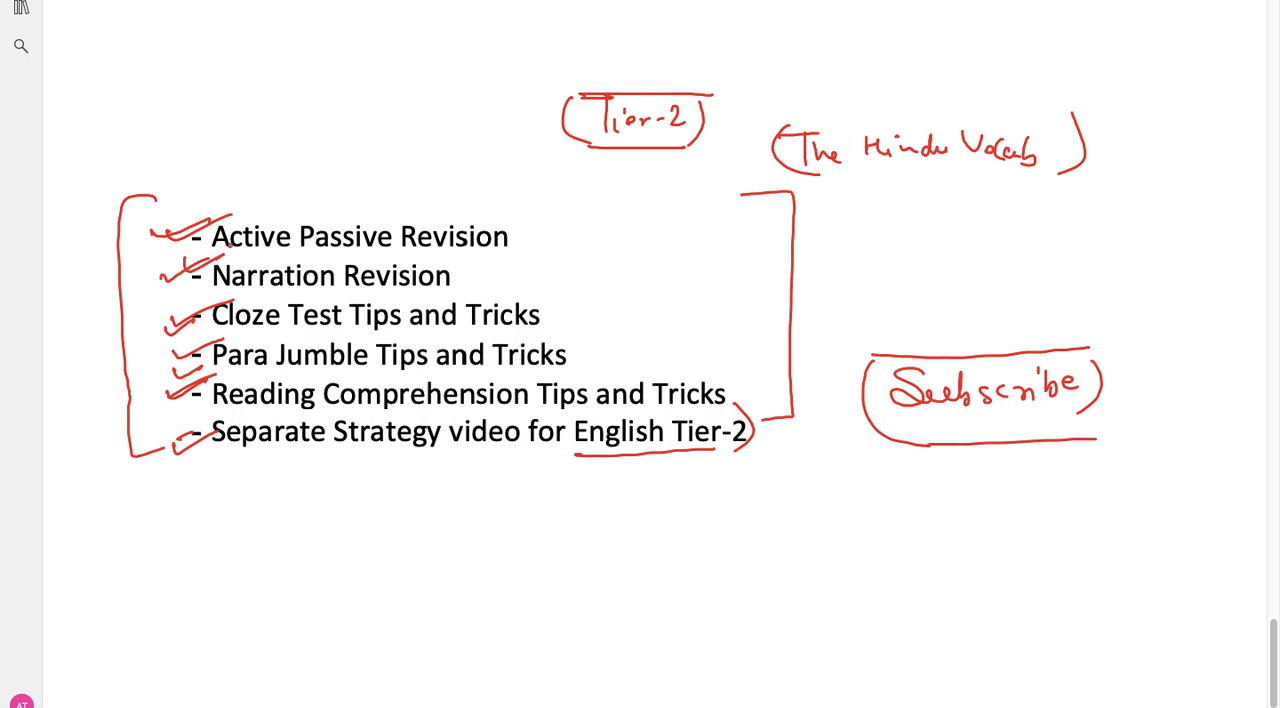 Tier-2
(The Hindu Vocab)
- Active Passive Revision
- Narration Revision
- Cloze Test Tips and Tricks
- Para Jumble Tips and Tricks
- Reading Comprehension Tips and Tricks
- Separate Strategy video for English Tier-2
Subscribe
AT